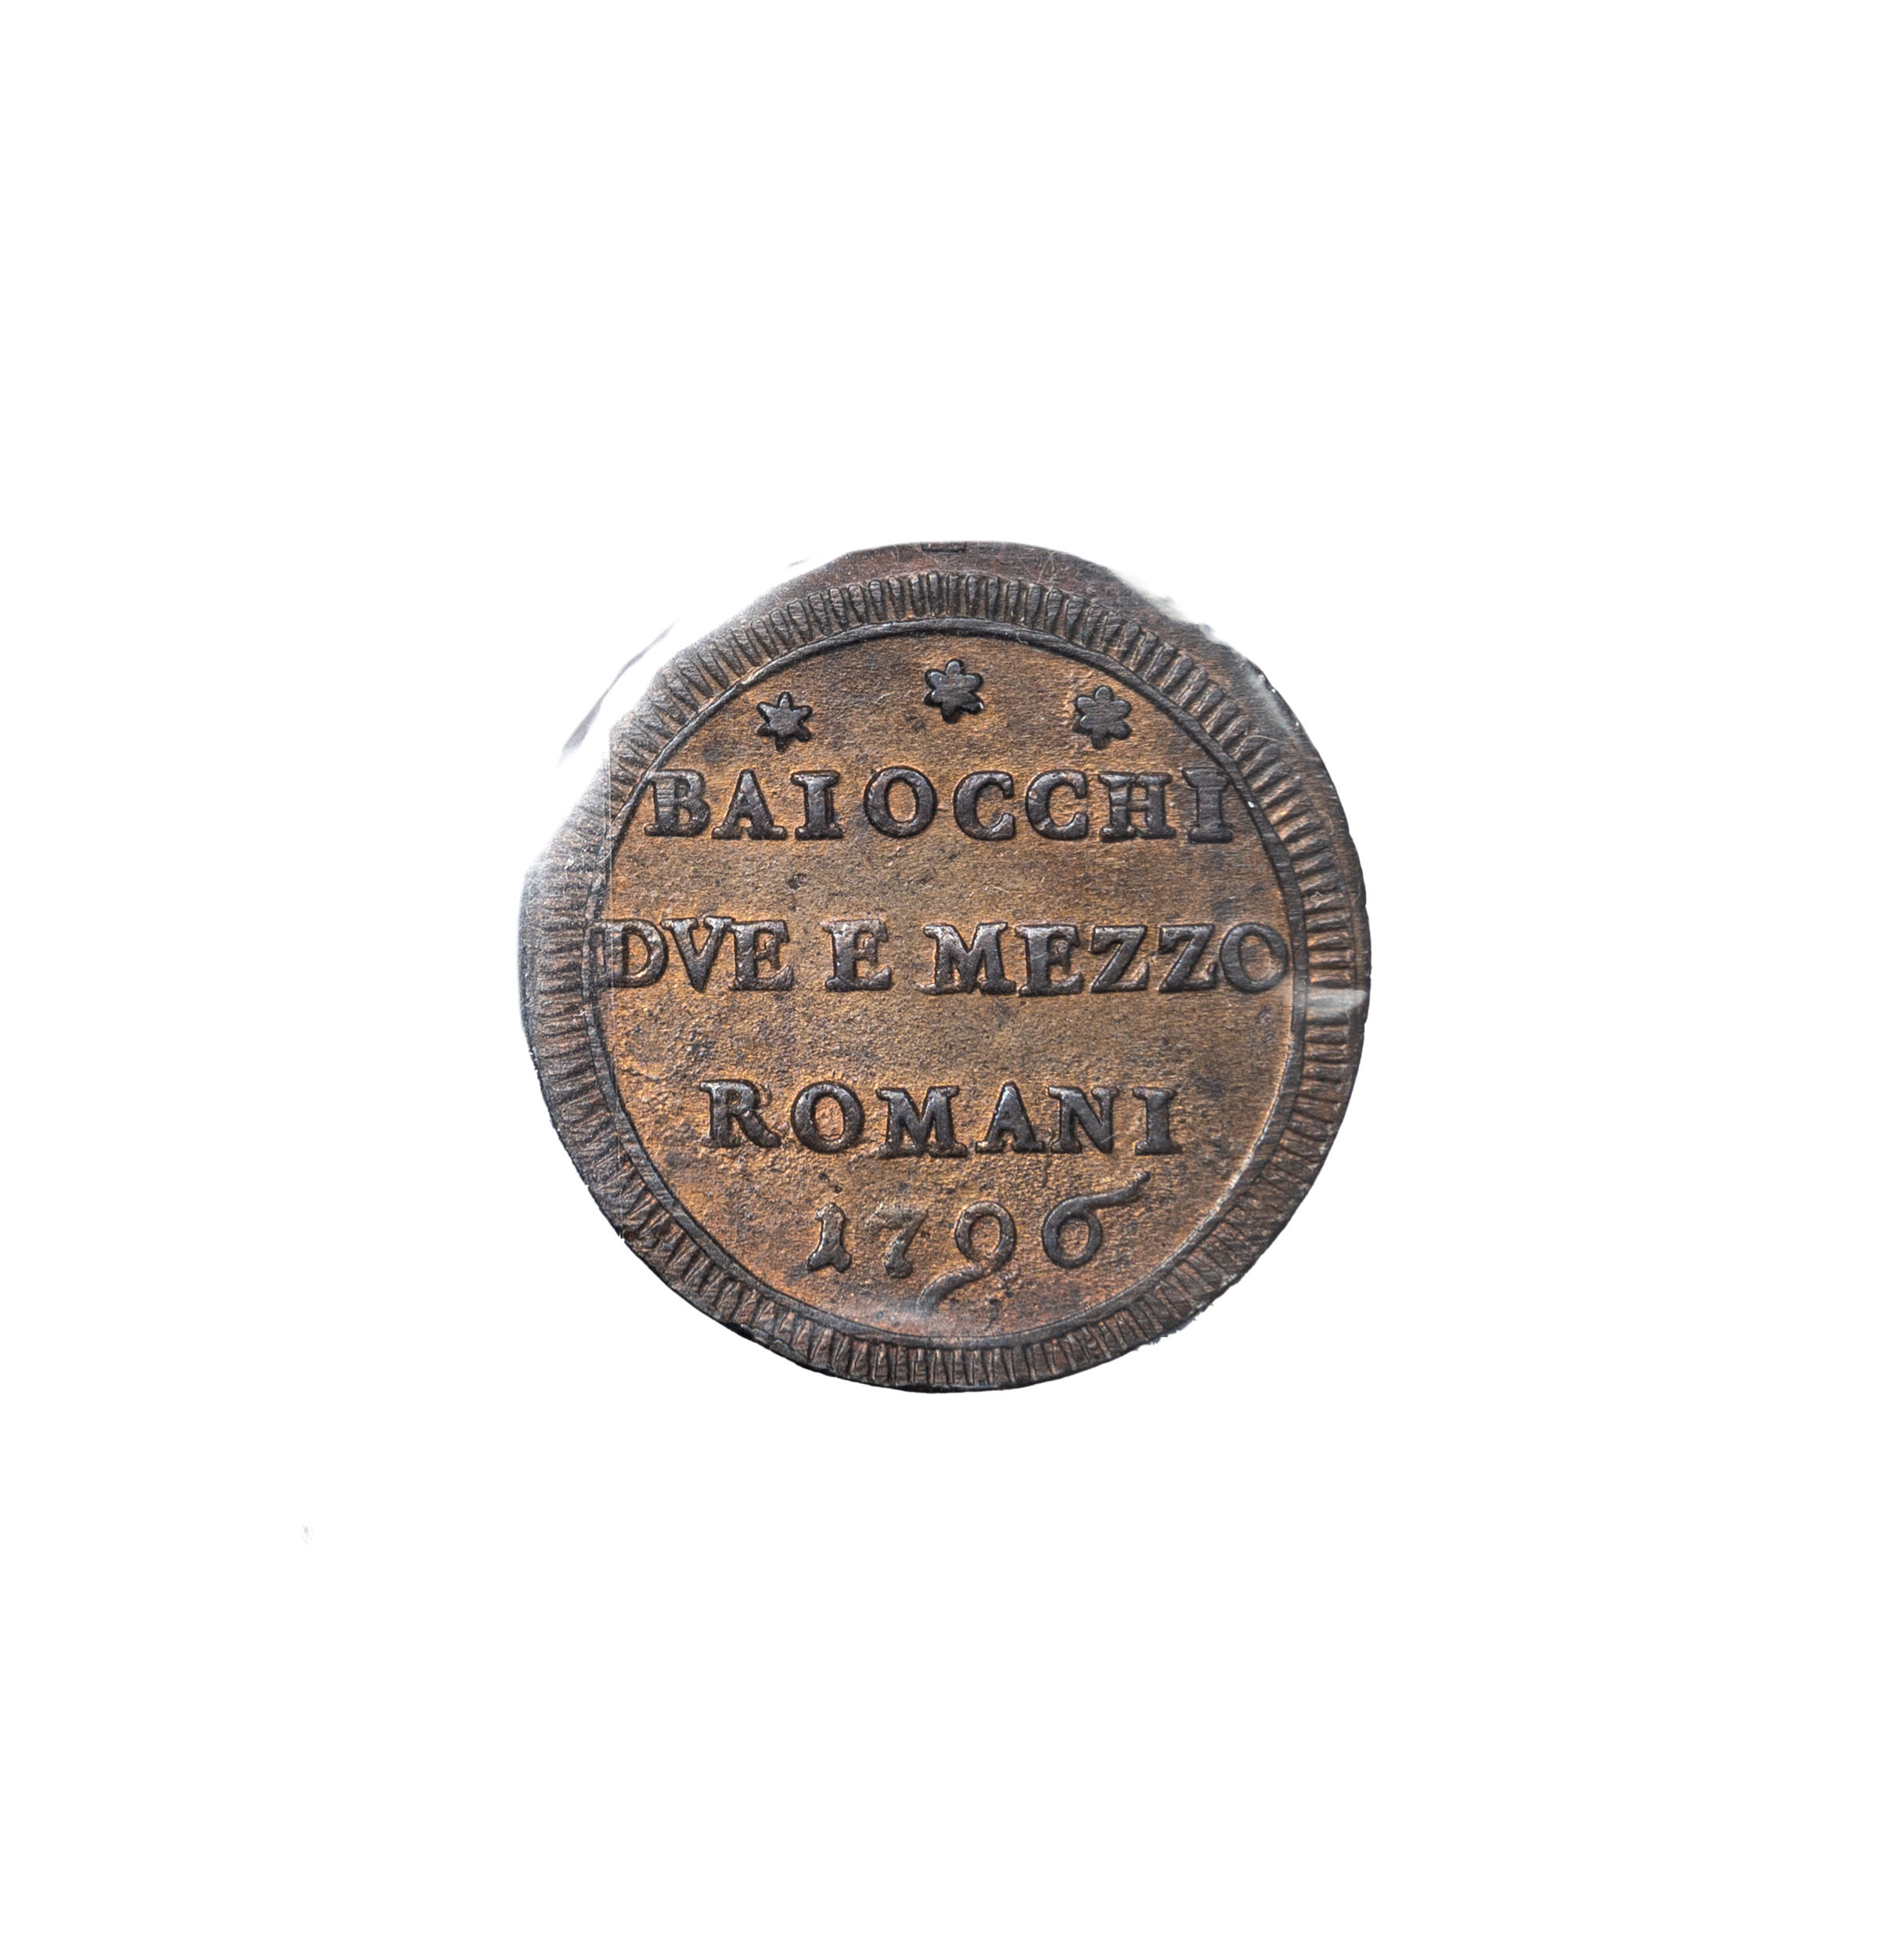 BAIOCCHI
DVE E MEZZO
ROMANI
1796